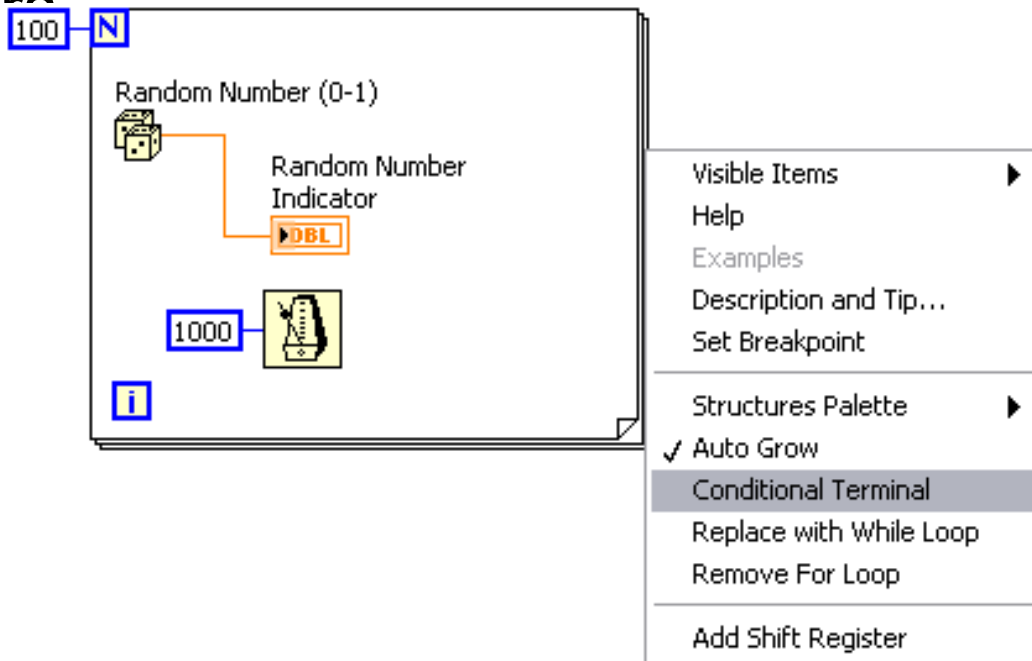 100 N
Random Number (0-1)
Random Number
Indicator
DBL
1000
i
Visible Items
Help
Examples
Description and Tip...
Set Breakpoint
Structures Palette
Auto Grow
Conditional Terminal
Replace with While Loop
Remove For Loop
Add Shift Register